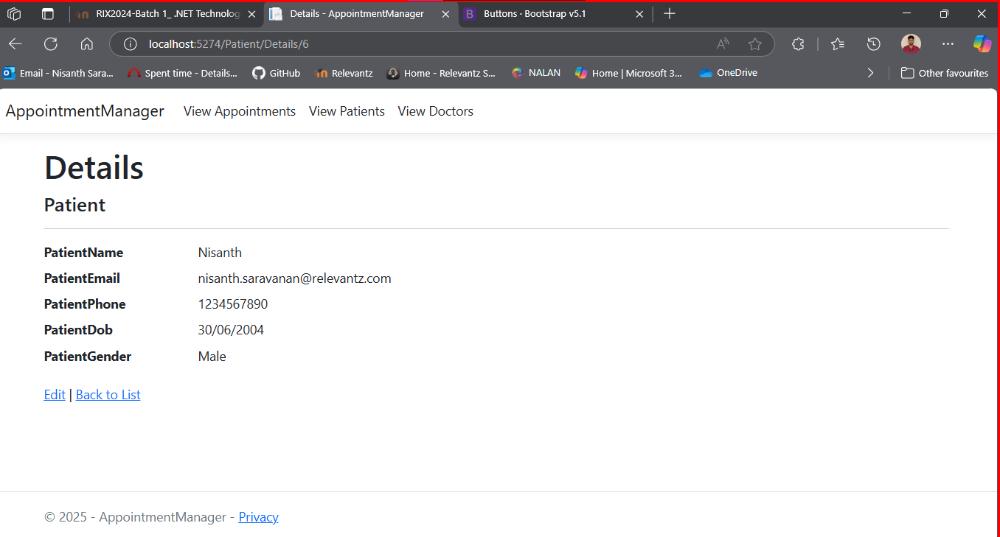 RIX2024-Batch 1_ .NET Technolog
Details - AppointmentManager
B Buttons · Bootstrap v5.1
localhost:5274/Patient/Details/6
Email - Nisanth Sara...
Spent time - Details...
GitHub
Relevantz
Home - Relevantz S...
NALAN
Home | Microsoft 3...
OneDrive
Other favourites
AppointmentManager View Appointments View Patients View Doctors
Details
Patient
PatientName Nisanth
PatientEmail nisanth.saravanan@relevantz.com
PatientPhone 1234567890
PatientDob 30/06/2004
PatientGender Male
Edit | Back to List
© 2025 - AppointmentManager - Privacy